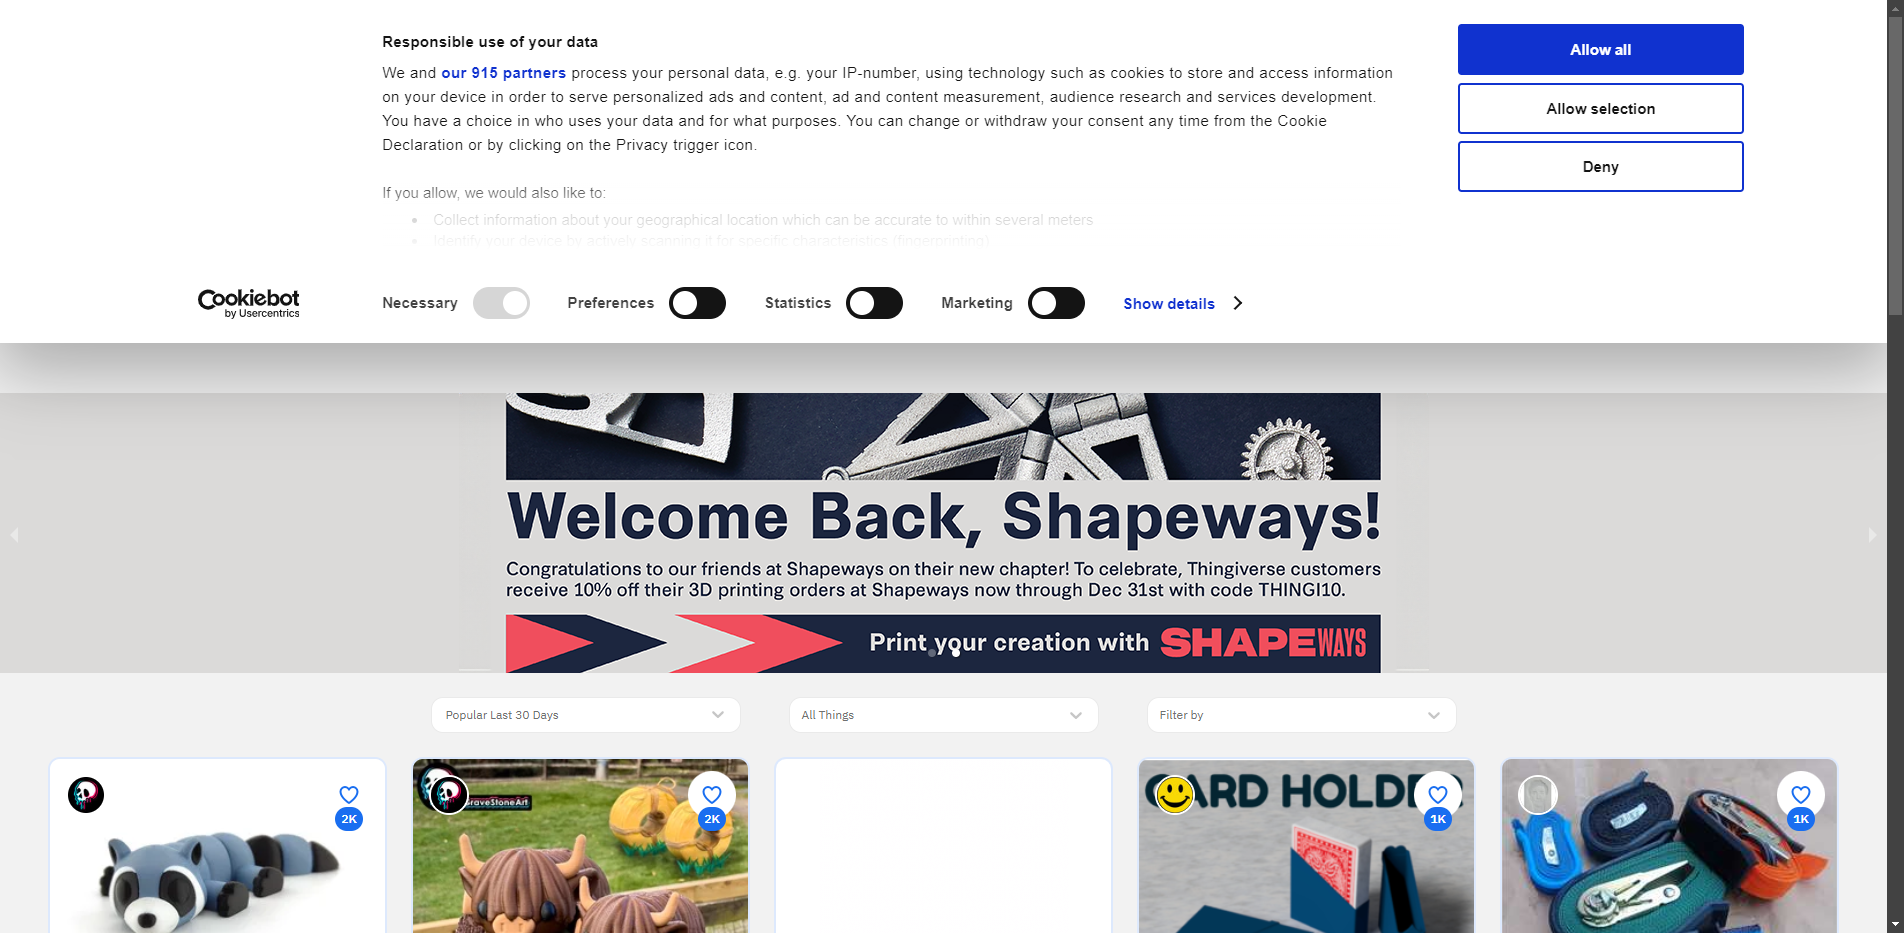 Responsible use of your data
We and our 915 partners process your personal data, e.g. your IP-number, using technology such as cookies to store and access information
on your device in order to serve personalized ads and content, ad and content measurement, audience research and services development.
You have a choice in who uses your data and for what purposes. You can change or withdraw your consent any time from the Cookie
Declaration or by clicking on the Privacy trigger icon.
If you allow, we would also like to:
Collect information about your geographical location which can be accurate to within several meters
Identify your device by actively scanning it for specific characteristics (fingerprinting)
Allow all
Allow selection
Deny
Cookiebot
by Usercentrics
Necessary
Preferences
Statistics
Marketing
Show details
Welcome Back, Shapeways!
Congratulations to our friends at Shapeways on their new chapter! To celebrate, Thingiverse customers
receive 10% off their 3D printing orders at Shapeways now through Dec 31st with code THINGI10.
Print your creation with SHAPEWAYS
Popular Last 30 Days
All Things
Filter by
2K
GraveStoneArt
2K
CARD HOLDER
1K
1K